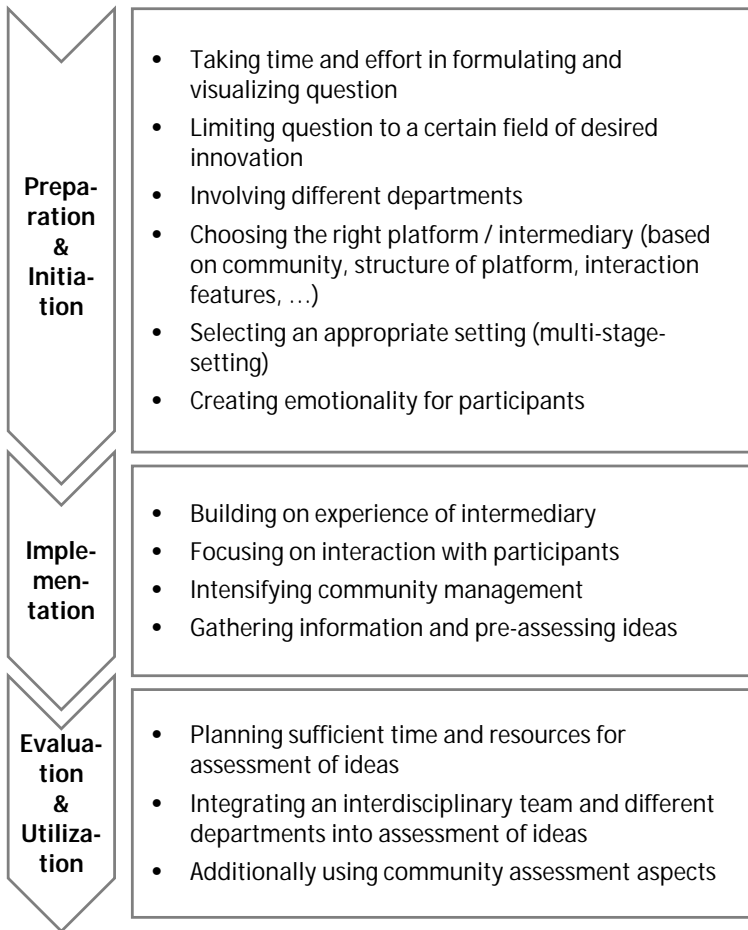 Prepa-
ration
&
Initia-
tion
• Taking time and effort in formulating and
visualizing question
• Limiting question to a certain field of desired
innovation
• Involving different departments
• Choosing the right platform / intermediary (based
on community, structure of platform, interaction
features, …)
• Selecting an appropriate setting (multi-stage-
setting)
• Creating emotionality for participants
Imple-
men-
tation
• Building on experience of intermediary
• Focusing on interaction with participants
• Intensifying community management
• Gathering information and pre-assessing ideas
Evalua-
tion
&
Utiliza-
tion
• Planning sufficient time and resources for
assessment of ideas
• Integrating an interdisciplinary team and different
departments into assessment of ideas
• Additionally using community assessment aspects